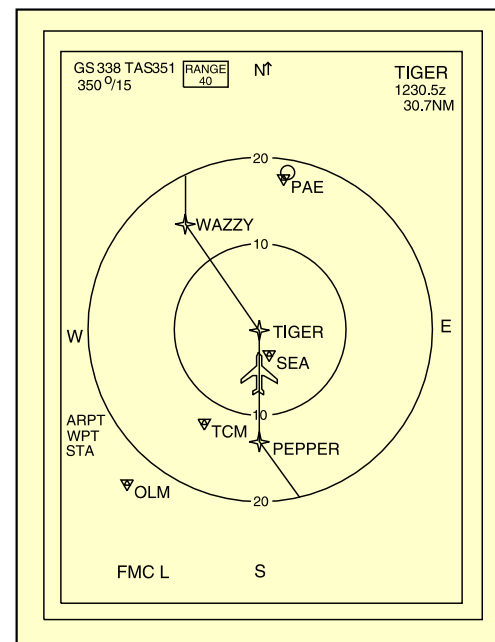 GS 338 TAS351
350 º/15
RANGE
40
N↑
TIGER
1230.5z
30.7NM
20
PAE
WAZZY
10
TIGER
W
E
SEA
10
ARPT
WPT
STA
TCM
PEPPER
OLM
20
FMC L
S